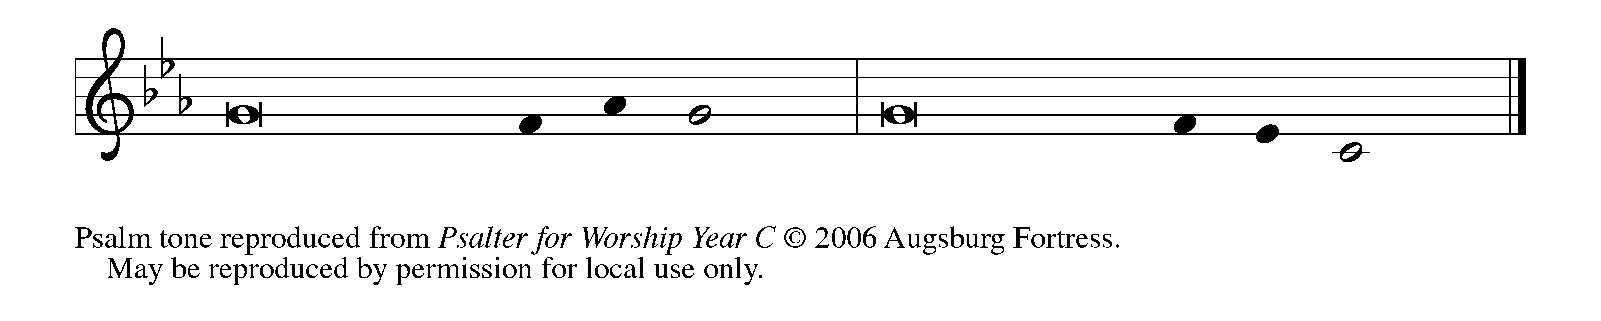 Psalm tone reproduced from Psalter for Worship Year C © 2006 Augsburg Fortress.
May be reproduced by permission for local use only.